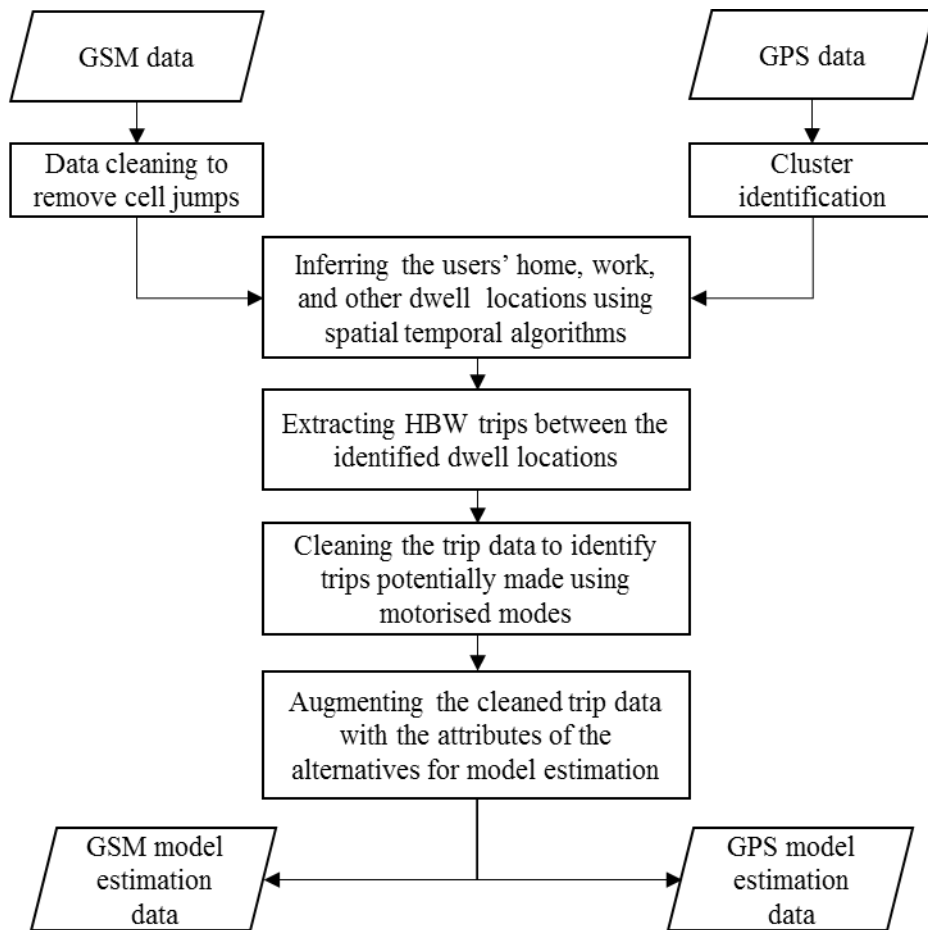 GSM data
GPS data
Data cleaning to
remove cell jumps
Cluster
identification
Inferring the users’ home, work,
and other dwell locations using
spatial temporal algorithms
Extracting HBW trips between the
identified dwell locations
Cleaning the trip data to identify
trips potentially made using
motorised modes
Augmenting the cleaned trip data
with the attributes of the
alternatives for model estimation
GSM model
estimation
data
GPS model
estimation
data